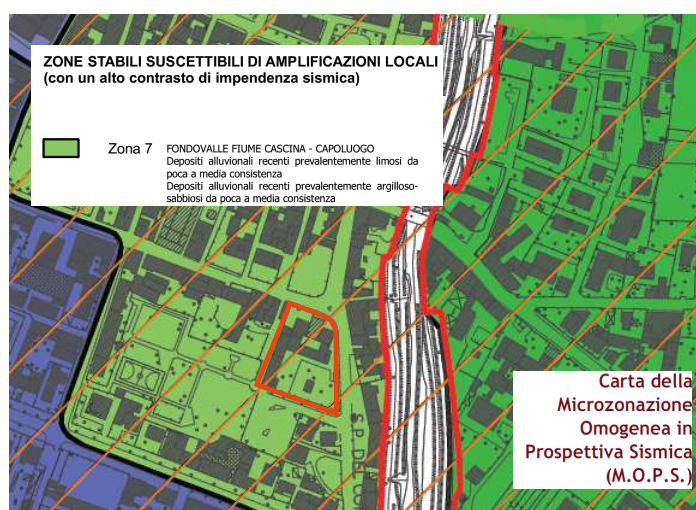 ZONE STABILI SUSCETTIBILI DI AMPLIFICAZIONI LOCALI
(con un alto contrasto di impendenza sismica)
Zona 7 FONDOVALLE FIUME CASCINA - CAPOLUOGO
Depositi alluvionali recenti prevalentemente limosi da
poca a media consistenza
Depositi alluvionali recenti prevalentemente argilloso-
sabbiosi da poca a media consistenza
Carta della
Microzonazione
Omogenea in
Prospettiva Sismica
(M.O.P.S.)